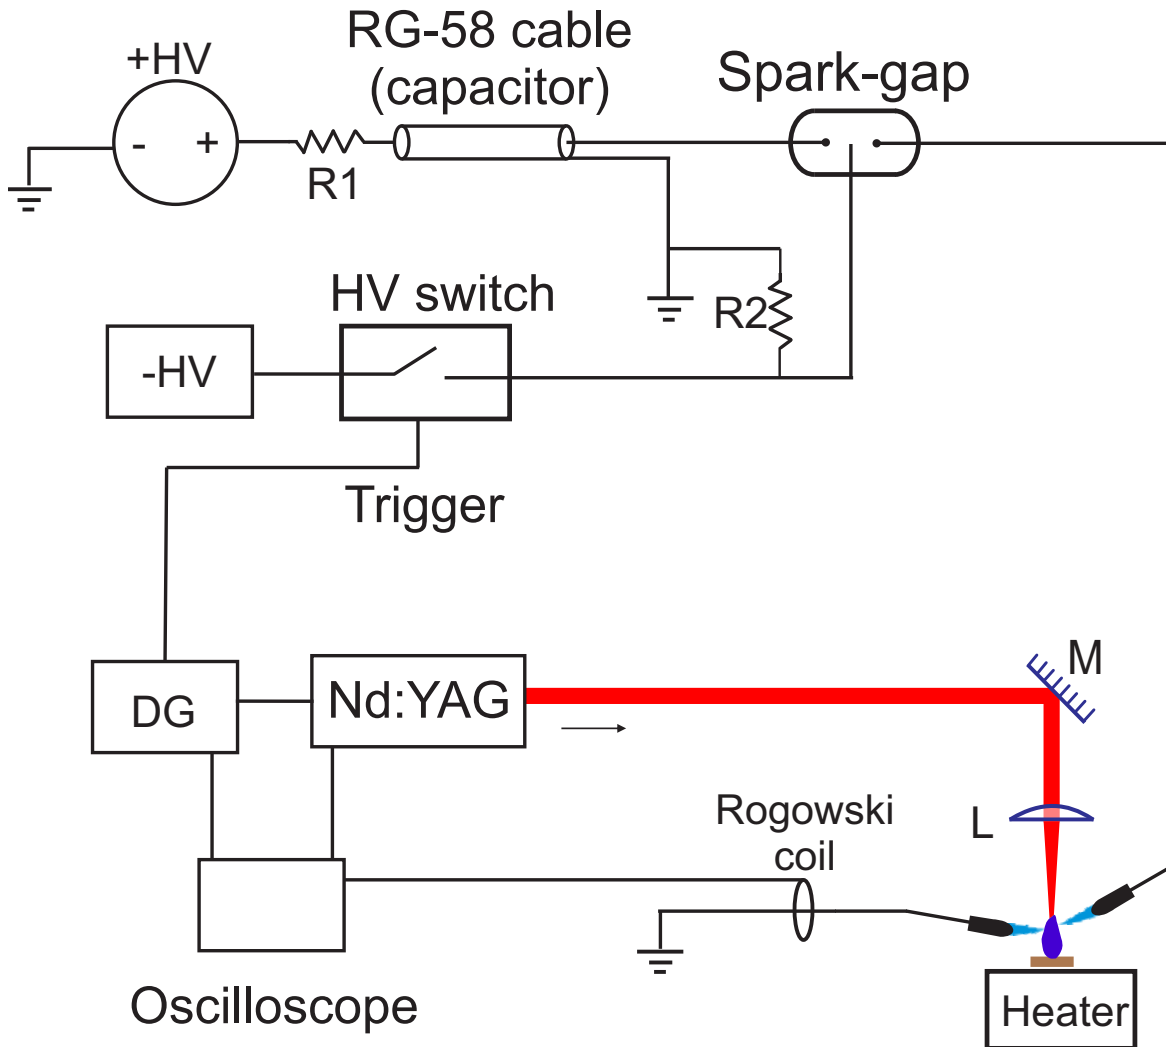 RG-58 cable
(capacitor)
+HV
Spark-gap
- +
R1
HV switch
R2
-HV
Trigger
M
DG
Nd:YAG
Rogowski
coil
L
Oscilloscope
Heater